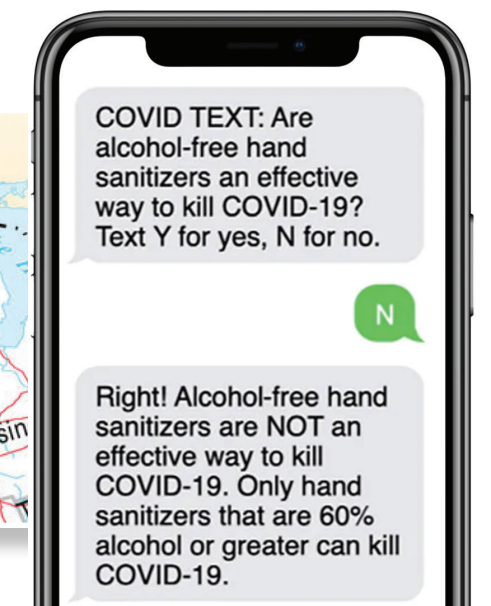 COVID TEXT: Are
alcohol-free hand
sanitizers an effective
way to kill COVID-19?
Text Y for yes, N for no.
N
Right! Alcohol-free hand
sanitizers are NOT an
effective way to kill
COVID-19. Only hand
sanitizers that are 60%
alcohol or greater can kill
COVID-19.
sin